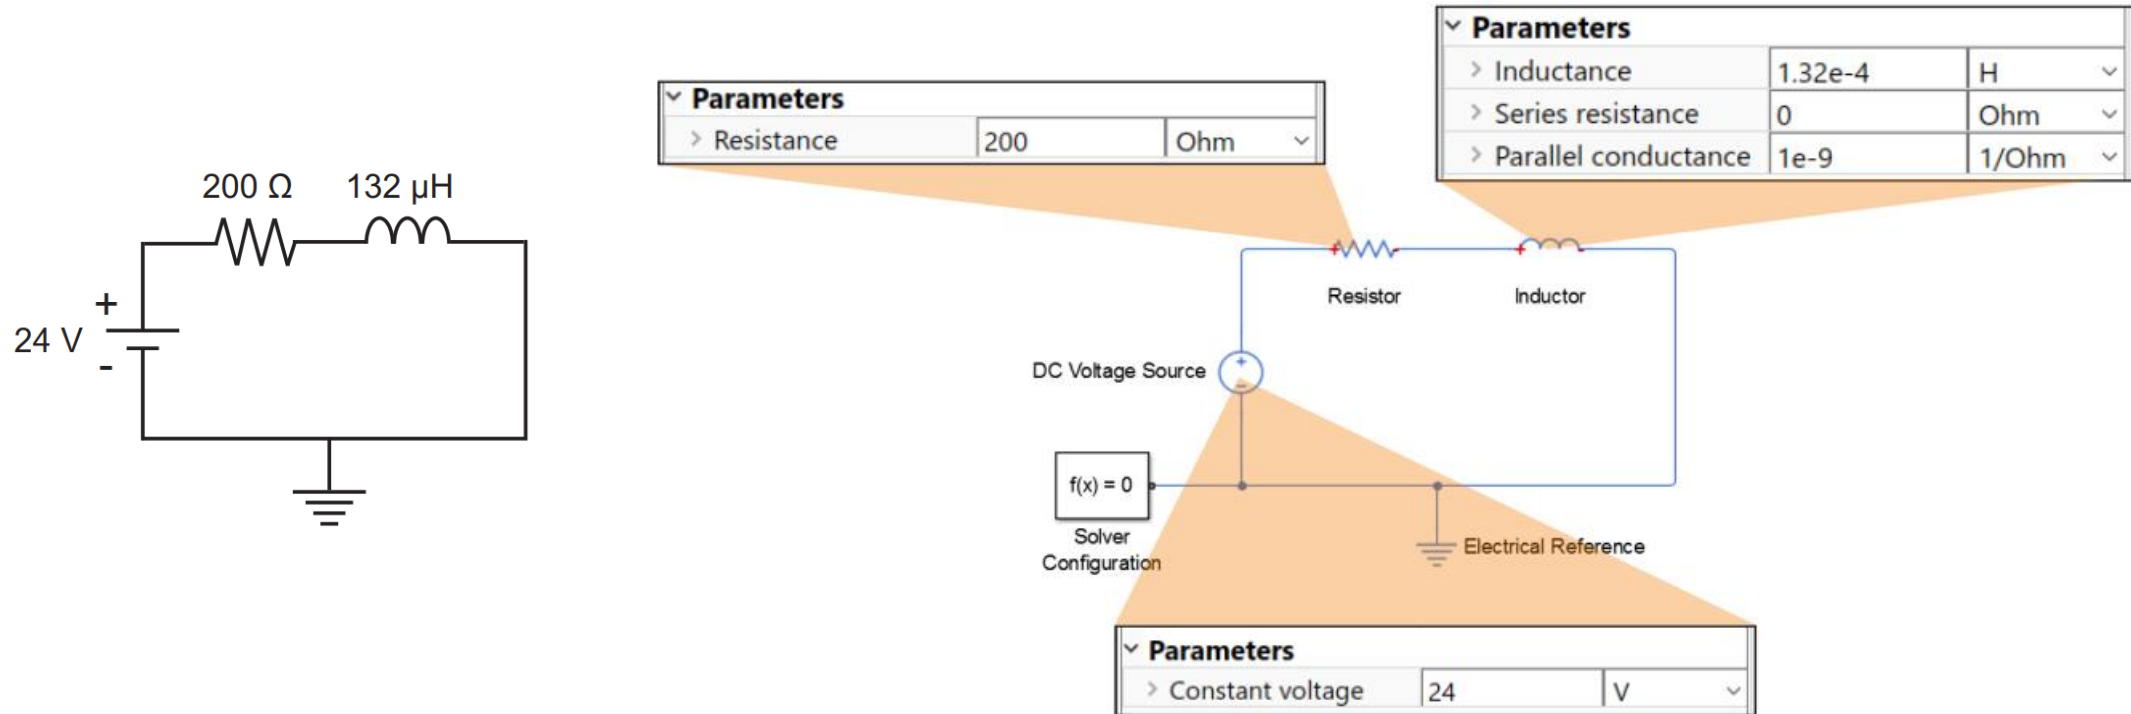 200 Ω 132 µH
+
24 V
-
Parameters
Resistance 200 Ohm
Parameters
Inductance 1.32e-4 H
Series resistance 0 Ohm
Parallel conductance 1e-9 1/Ohm
+ - + -
Resistor Inductor
DC Voltage Source
+
-
f(x) = 0
Solver
Configuration
Electrical Reference
Parameters
Constant voltage 24 V